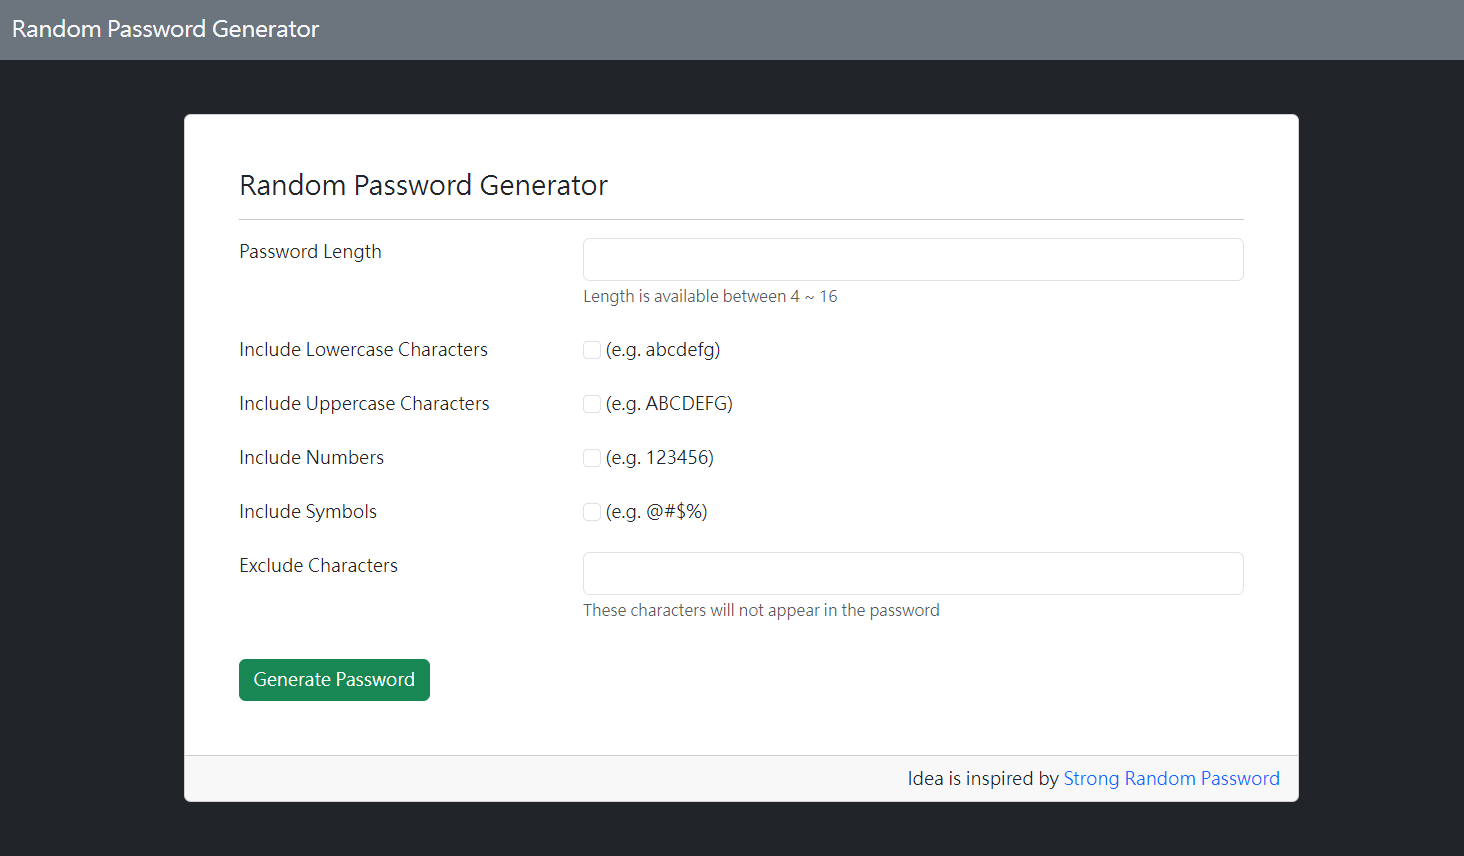 Random Password Generator
Random Password Generator
Password Length
Length is available between 4 ~ 16
Include Lowercase Characters (e.g. abcdefg)
Include Uppercase Characters (e.g. ABCDEFG)
Include Numbers (e.g. 123456)
Include Symbols (e.g. @#$%)
Exclude Characters
These characters will not appear in the password
Generate Password
Idea is inspired by Strong Random Password